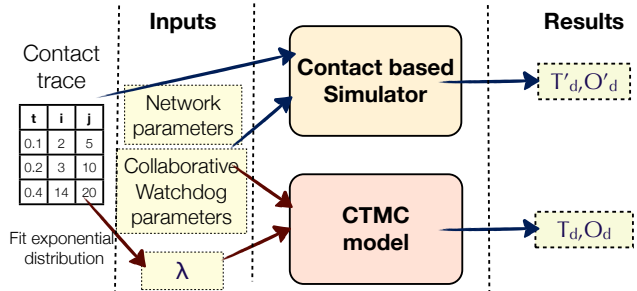 Inputs
Results
Contact
trace
t i j
0.1 2 5
0.2 3 10
0.4 14 20
Fit exponential
distribution
Network
parameters
Collaborative
Watchdog
parameters
λ
Contact based
Simulator
CTMC
model
T′d,O′d
Td,Od